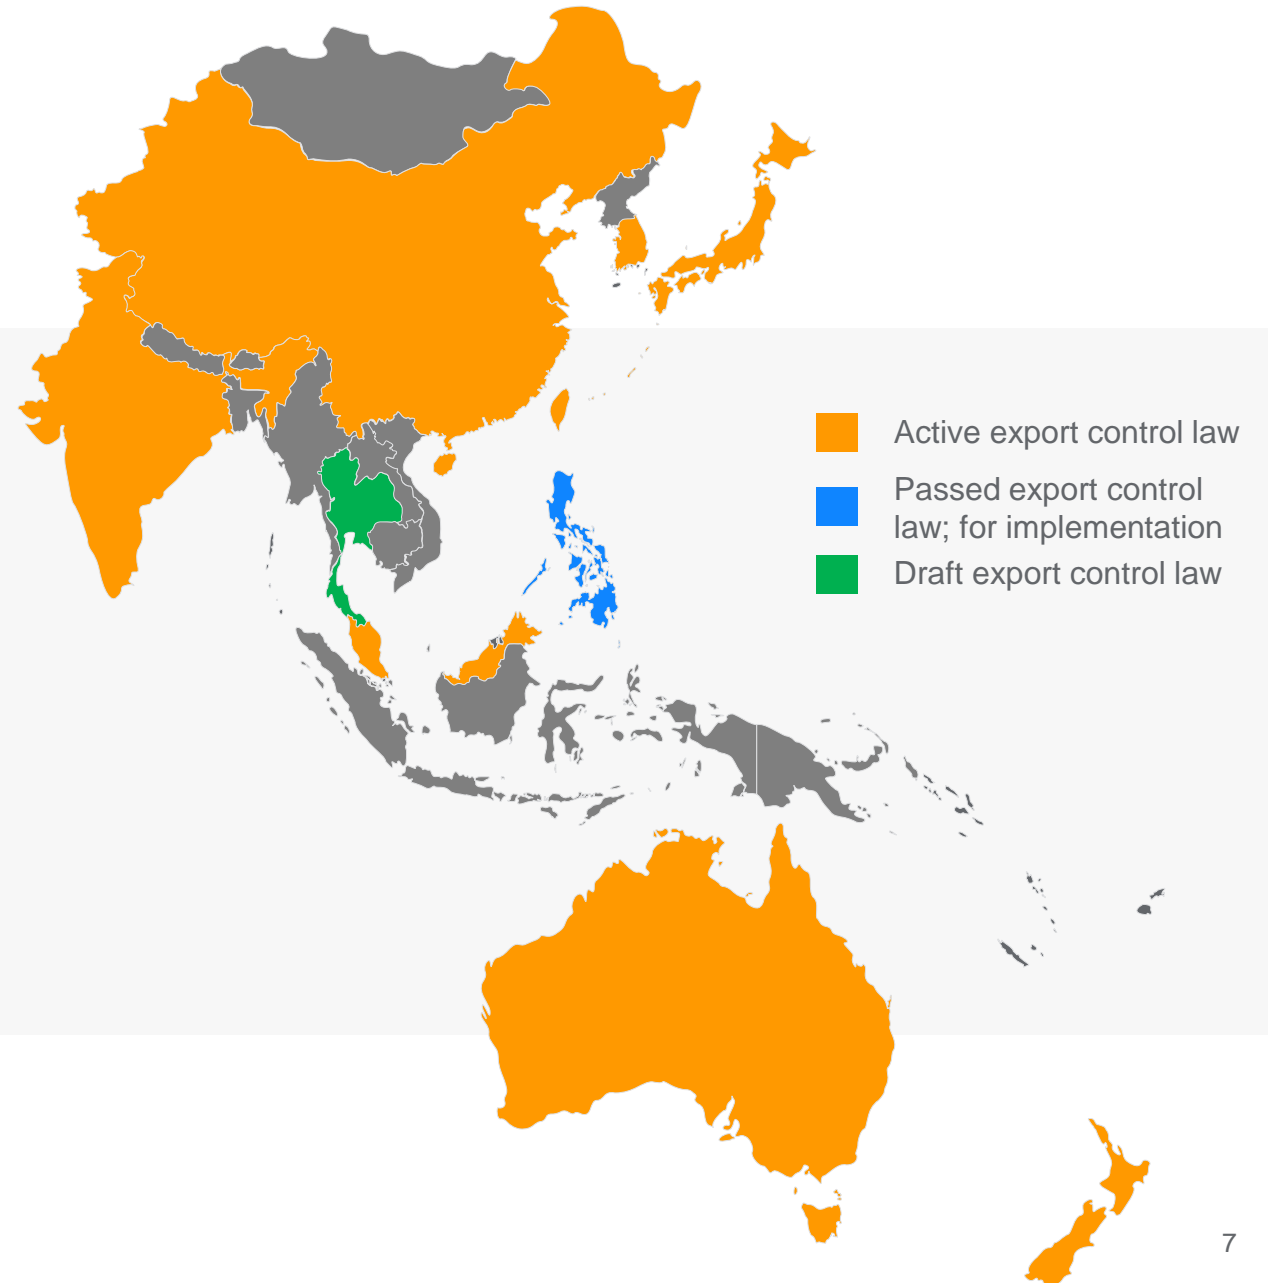 Active export control law
Passed export control
law; for implementation
Draft export control law
7